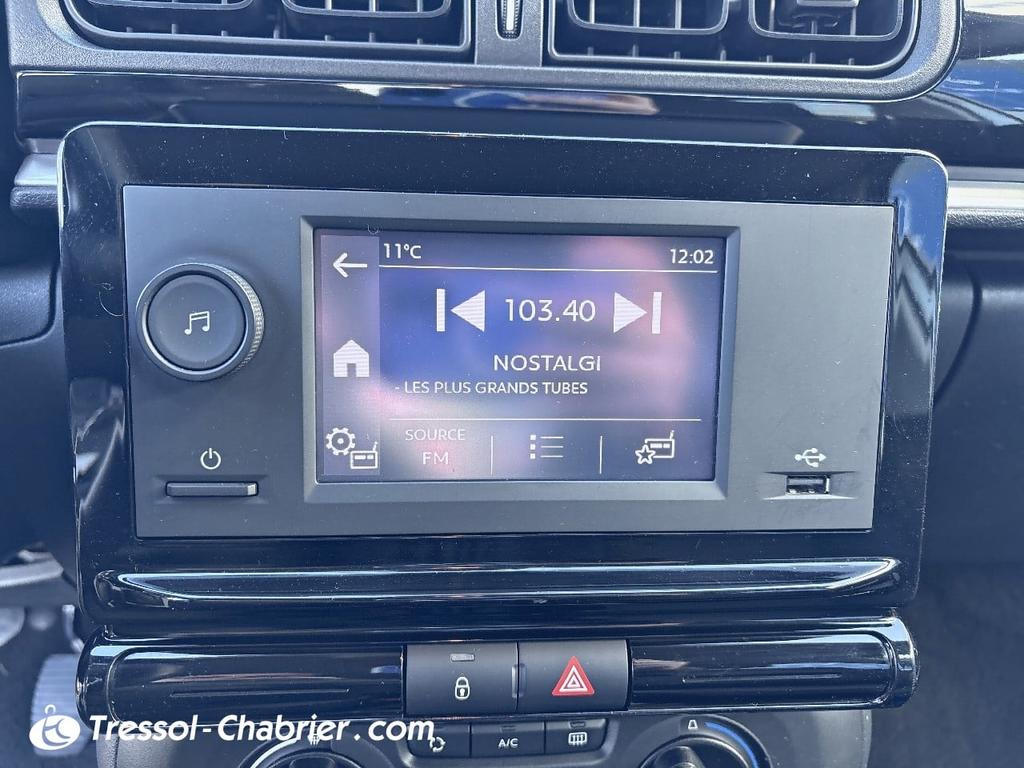 11°C 12:02
103.40
NOSTALGI
- LES PLUS GRANDS TUBES
SOURCE
FM
A/C
Tressol-Chabrier.com